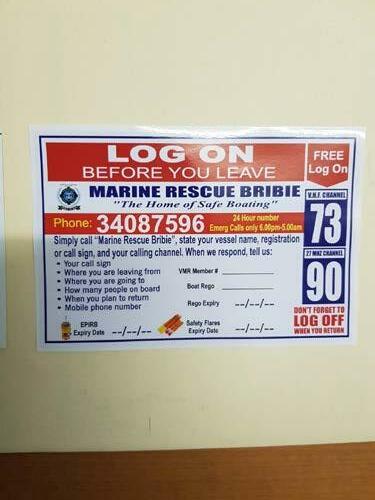 LOG ON
BEFORE YOU LEAVE
FREE
Log On
MARINE RESCUE BRIBIE
"The Home of Safe Boating"
V.H.F. CHANNEL
73
Phone: 34087596
24 Hour number
Emerg Calls only 6.00pm-5.00am
Simply call "Marine Rescue Bribie", state your vessel name, registration
or call sign, and your calling channel. When we respond, tell us:
• Your call sign
• Where you are leaving from
• Where you are going to
• How many people on board
• When you plan to return
• Mobile phone number
VMR Member # ________
Boat Rego ________
Rego Expiry --/--/--
27 MHZ CHANNEL
90
DON'T FORGET TO
LOG OFF
WHEN YOU RETURN
EPIRB
Expiry Date --/--/--
Safety Flares
Expiry Date --/--/--